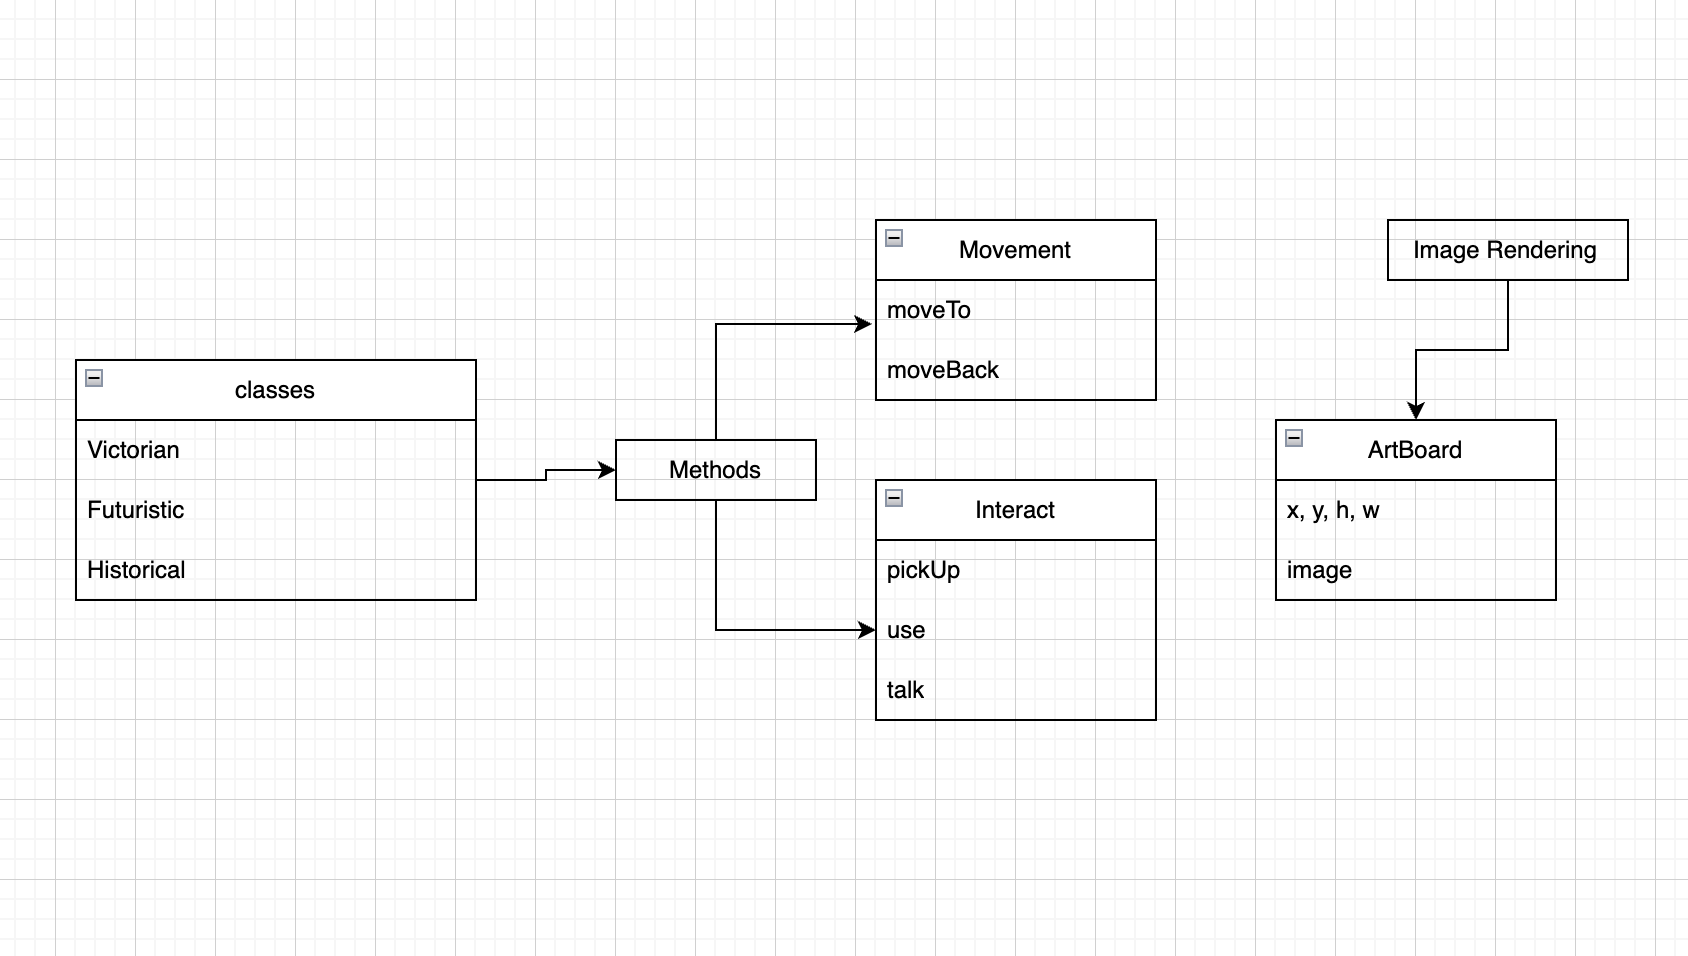 classes
Victorian
Futuristic
Historical
Methods
Movement
moveTo
moveBack
Interact
pickUp
use
talk
Image Rendering
ArtBoard
x, y, h, w
image